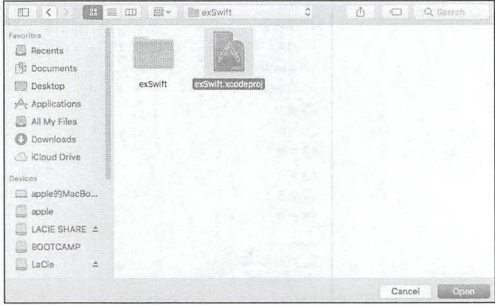 exSwift
Search
Favorites
Recents
Documents
Desktop
Applications
All My Files
Downloads
iCloud Drive
Devices
apple的MacBo...
apple
LACIE SHARE
BOOTCAMP
LaCie
exSwift
exSwift.xcodeproj
Cancel
Open